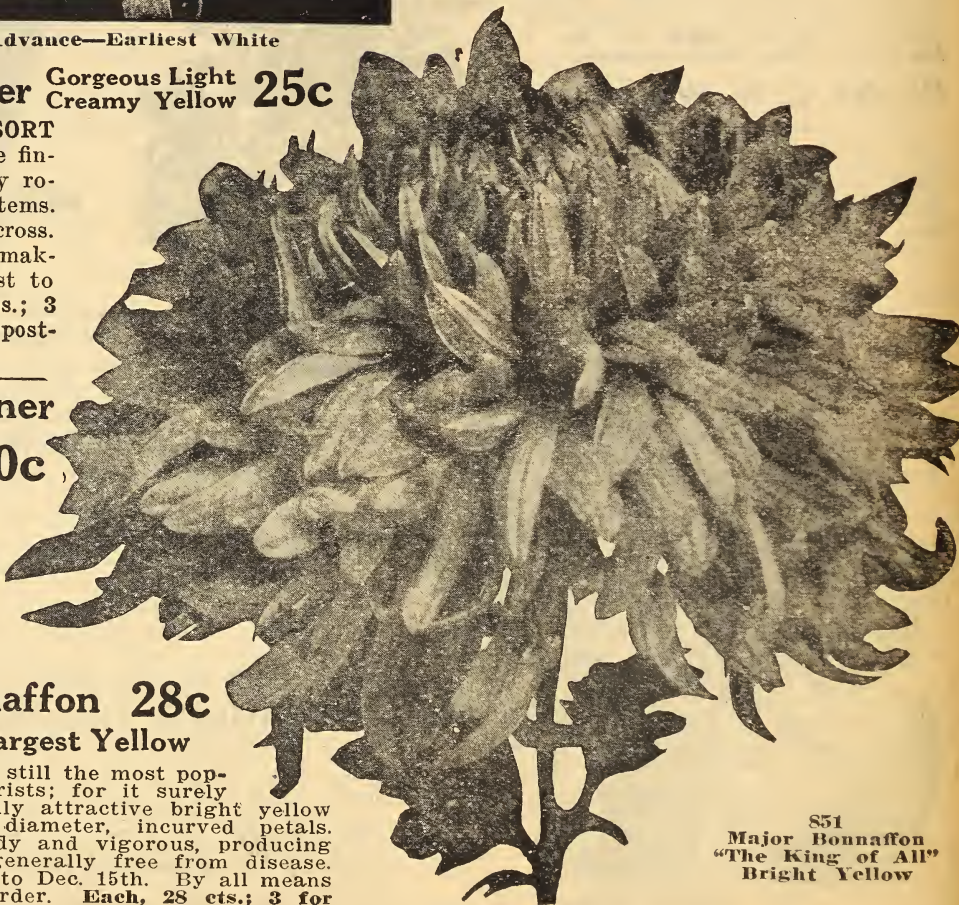 dvance—Earliest White
er Gorgeous Light
Creamy Yellow 25c
SORT
e fin-
y ro-
tems.
cross.
mak-
st to
s.; 3
post-
ner
0c
affon 28c
argest Yellow
still the most pop-
rists; for it surely
lly attractive bright yellow
diameter, incurved petals.
dy and vigorous, producing
generally free from disease.
to Dec. 15th. By all means
rder. Each, 28 cts.; 3 for
851
Major Bonnaffon
“The King of All”
Bright Yellow